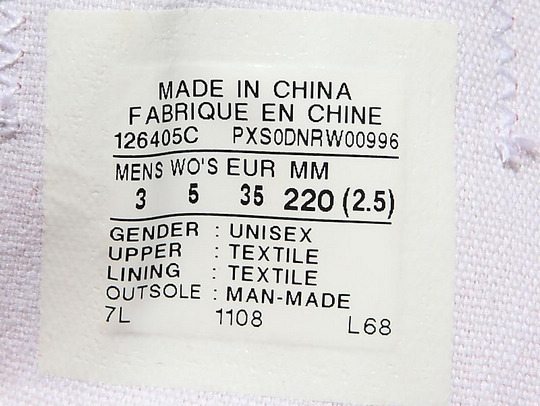 MADE IN CHINA
FABRIQUE EN CHINE
126405C PXS0DNRW00996
MENS WO'S EUR MM
3 5 35 220 (2.5)
GENDER : UNISEX
UPPER : TEXTILE
LINING : TEXTILE
OUTSOLE : MAN-MADE
7L 1108 L68